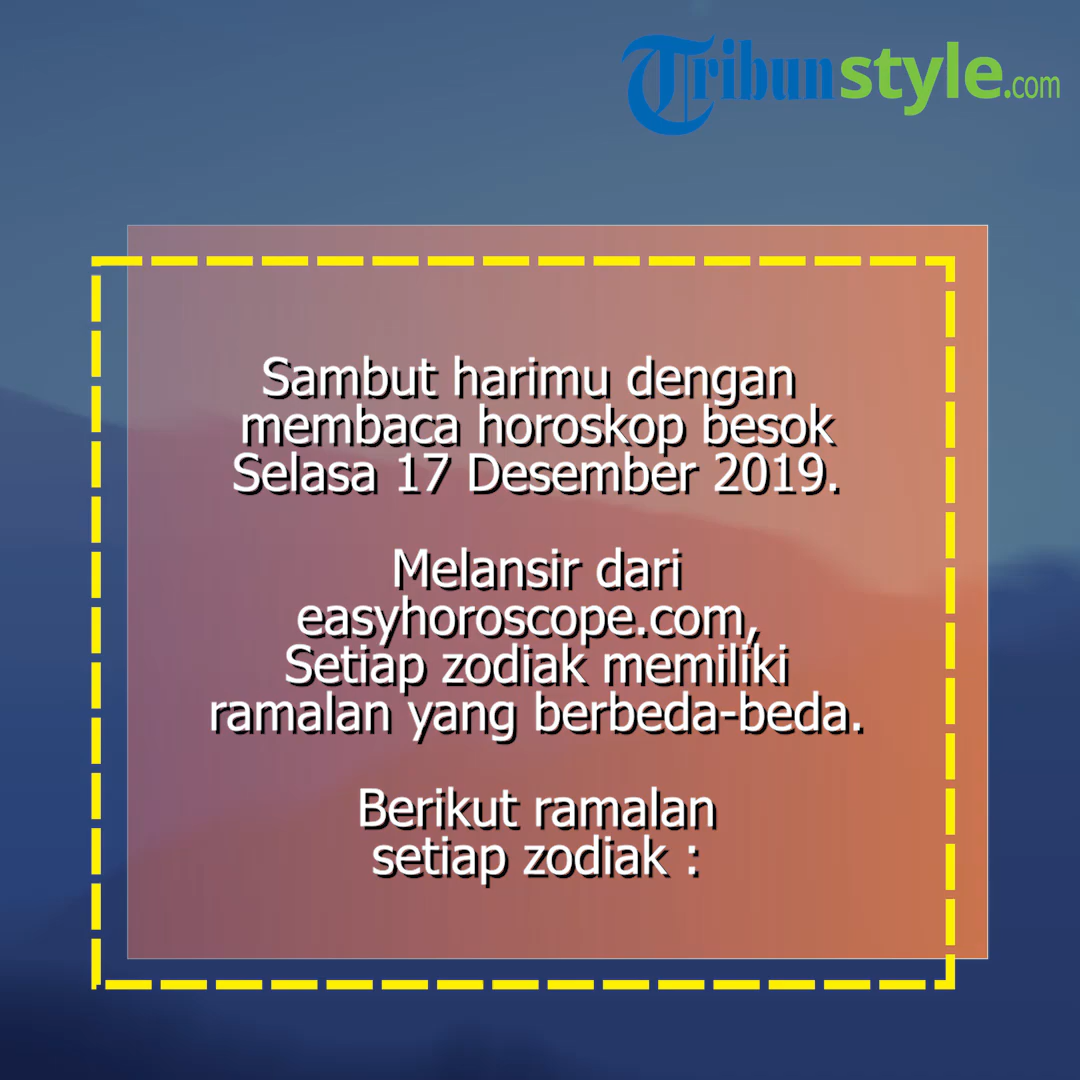 Tribunstyle.com
Sambut harimu dengan
membaca horoskop besok
Selasa 17 Desember 2019.
Melansir dari
easyhoroscope.com,
Setiap zodiak memiliki
ramalan yang berbeda-beda.
Berikut ramalan
setiap zodiak :